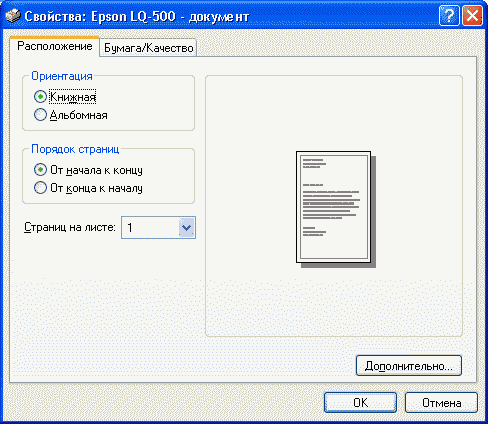 Свойства: Epson LQ-500 - документ
Расположение
Бумага/Качество
Ориентация
Книжная
Альбомная
Порядок страниц
От начала к концу
От конца к началу
Страниц на листе: 1
Дополнительно...
OK
Отмена